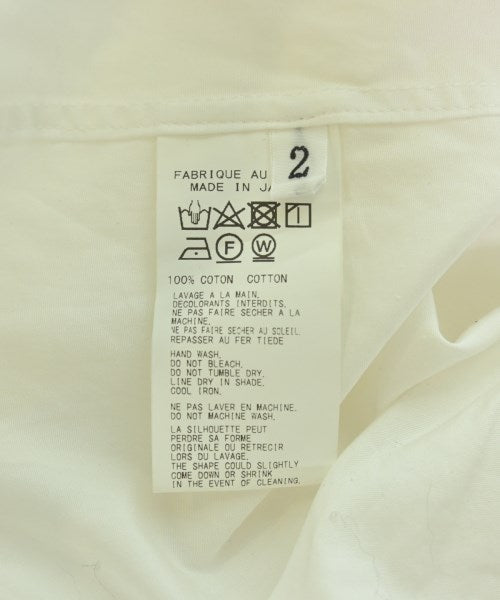 2
FABRIQUE AU
MADE IN JA
F
W
100% COTON COTTON
LAVAGE A LA MAIN.
DECOLORANTS INTERDITS.
NE PAS FAIRE SECHER A LA
MACHINE.
NE PAS FAIRE SECHER AU SOLEIL.
REPASSER AU FER TIEDE
HAND WASH.
DO NOT BLEACH.
DO NOT TUMBLE DRY.
LINE DRY IN SHADE.
COOL IRON.
NE PAS LAVER EN MACHINE.
DO NOT MACHINE WASH.
LA SILHOUETTE PEUT
PERDRE SA FORME
ORIGINALE OU RETRECIR
LORS DU LAVAGE.
THE SHAPE COULD SLIGHTLY
COME DOWN OR SHRINK
IN THE EVENT OF CLEANING.